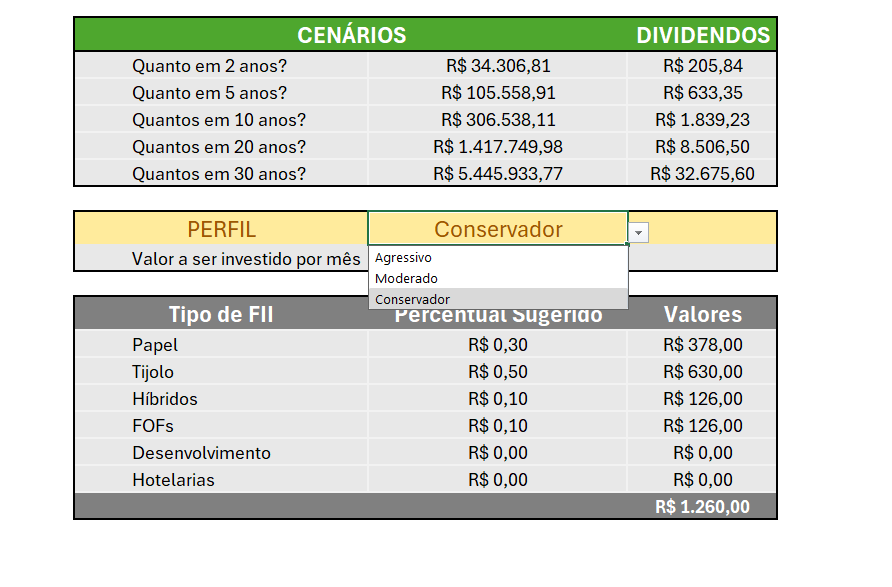 CENÁRIOS DIVIDENDOS
Quanto em 2 anos? R$ 34.306,81 R$ 205,84
Quanto em 5 anos? R$ 105.558,91 R$ 633,35
Quantos em 10 anos? R$ 306.538,11 R$ 1.839,23
Quantos em 20 anos? R$ 1.417.749,98 R$ 8.506,50
Quantos em 30 anos? R$ 5.445.933,77 R$ 32.675,60
PERFIL Conservador
Valor a ser investido por mês Agressivo
Moderado
Conservador
Tipo de FII Percentual Sugerido Valores
Papel R$ 0,30 R$ 378,00
Tijolo R$ 0,50 R$ 630,00
Híbridos R$ 0,10 R$ 126,00
FOFs R$ 0,10 R$ 126,00
Desenvolvimento R$ 0,00 R$ 0,00
Hotelarias R$ 0,00 R$ 0,00
R$ 1.260,00